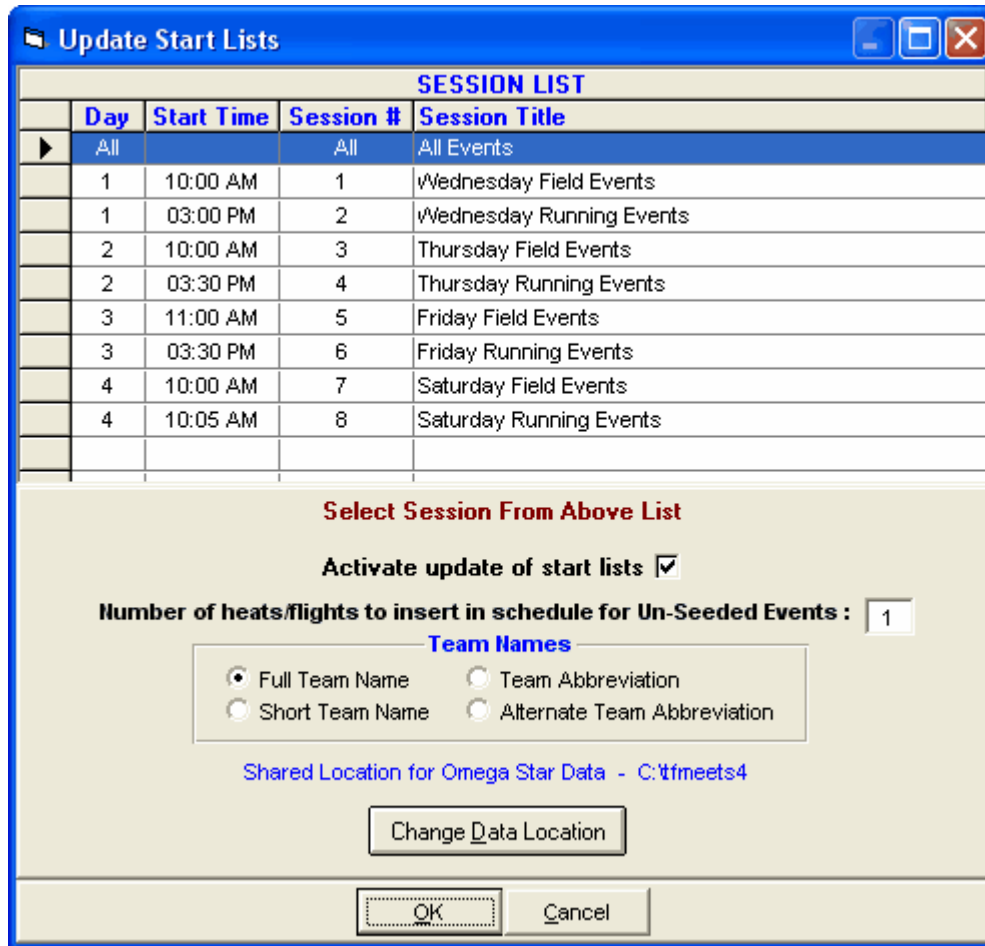 Update Start Lists
SESSION LIST
Day Start Time Session # Session Title
All All All Events
1 10:00 AM 1 Wednesday Field Events
1 03:00 PM 2 Wednesday Running Events
2 10:00 AM 3 Thursday Field Events
2 03:30 PM 4 Thursday Running Events
3 11:00 AM 5 Friday Field Events
3 03:30 PM 6 Friday Running Events
4 10:00 AM 7 Saturday Field Events
4 10:05 AM 8 Saturday Running Events
Select Session From Above List
Activate update of start lists
Number of heats/flights to insert in schedule for Un-Seeded Events : 1
Team Names
Full Team Name Team Abbreviation
Short Team Name Alternate Team Abbreviation
Shared Location for Omega Star Data - C:\tfmeets4
Change Data Location
OK Cancel